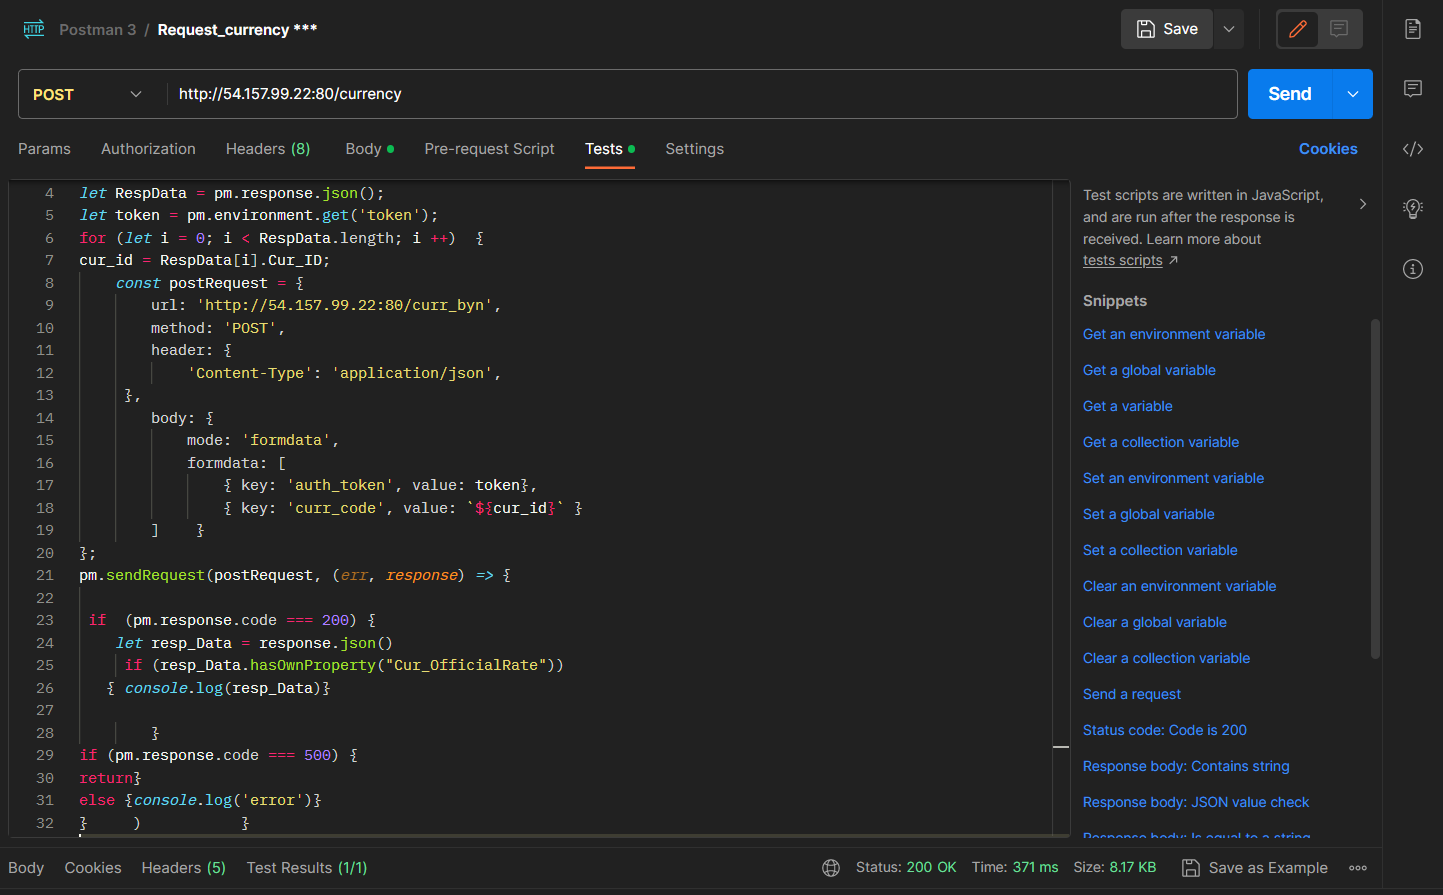 HTTP Postman 3 / Request_currency ***
Save
POST http://54.157.99.22:80/currency Send
Params Authorization Headers (8) Body Pre-request Script Tests Settings Cookies
4 let RespData = pm.response.json();
5 let token = pm.environment.get('token');
6 for (let i = 0; i < RespData.length; i ++)  {
7 cur_id = RespData[i].Cur_ID;
8     const postRequest = {
9         url: 'http://54.157.99.22:80/curr_byn',
10         method: 'POST',
11         header: {
12             'Content-Type': 'application/json',
13      },
14         body: {
15             mode: 'formdata',
16             formdata: [
17                 { key: 'auth_token', value: token},
18                 { key: 'curr_code', value: `${cur_id}` }
19         ]    }
20 };
21 pm.sendRequest(postRequest, (err, response) => {
22
23  if  (pm.response.code === 200) {
24     let resp_Data = response.json()
25      if (resp_Data.hasOwnProperty("Cur_OfficialRate"))
26    { console.log(resp_Data)}
27
28         }
29 if (pm.response.code === 500) {
30 return}
31 else {console.log('error')}
32 }     )           }
Test scripts are written in JavaScript,
and are run after the response is
received. Learn more about
tests scripts ↗
Snippets
Get an environment variable
Get a global variable
Get a variable
Get a collection variable
Set an environment variable
Set a global variable
Set a collection variable
Clear an environment variable
Clear a global variable
Clear a collection variable
Send a request
Status code: Code is 200
Response body: Contains string
Response body: JSON value check
Response body: Is equal to a string
Body Cookies Headers (5) Test Results (1/1) Status: 200 OK Time: 371 ms Size: 8.17 KB Save as Example